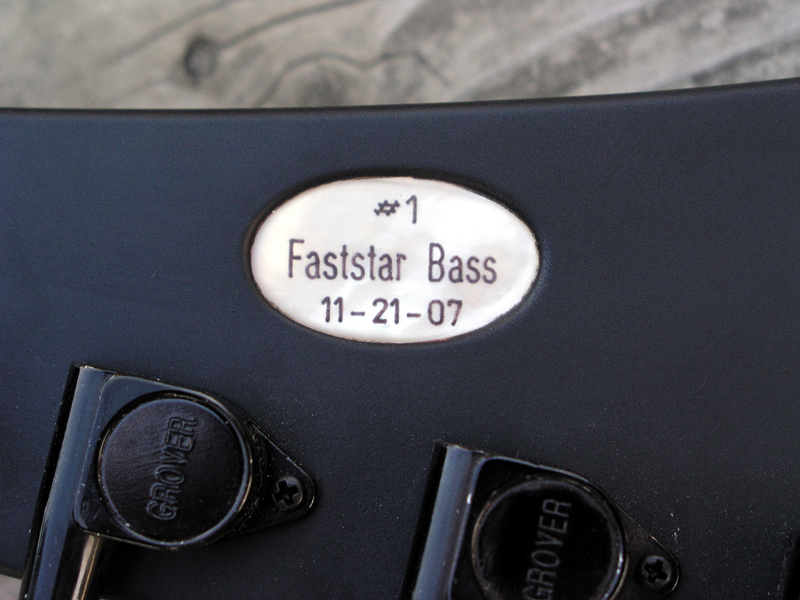 #1
Faststar Bass
11-21-07
GROVER
GROVER